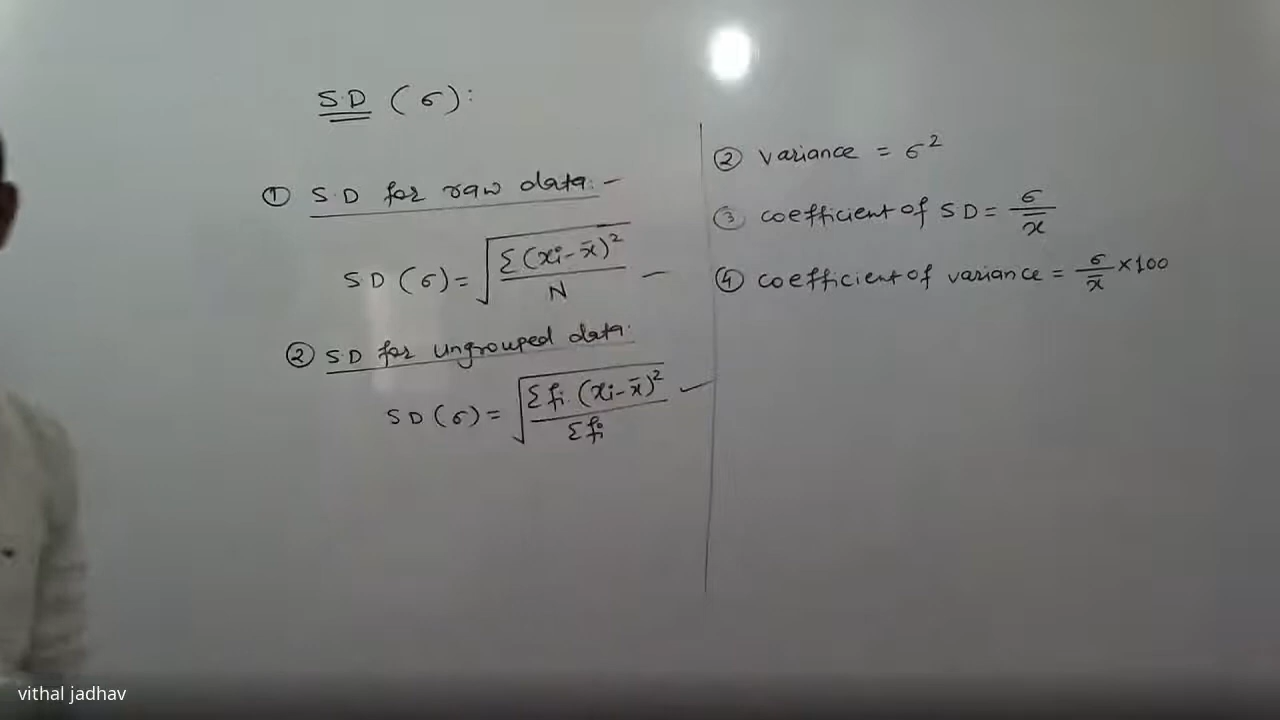 S.D (σ):
① S.D for raw data:-
SD (σ) = √(Σ(xi-x̄)²/N) —
② S.D for ungrouped data:
SD (σ) = √(Σfi.(xi-x̄)²/Σfi)
② variance = σ²
③ coefficient of SD = σ/x̄
④ coefficient of variance = σ/x̄ ×100
vithal jadhav